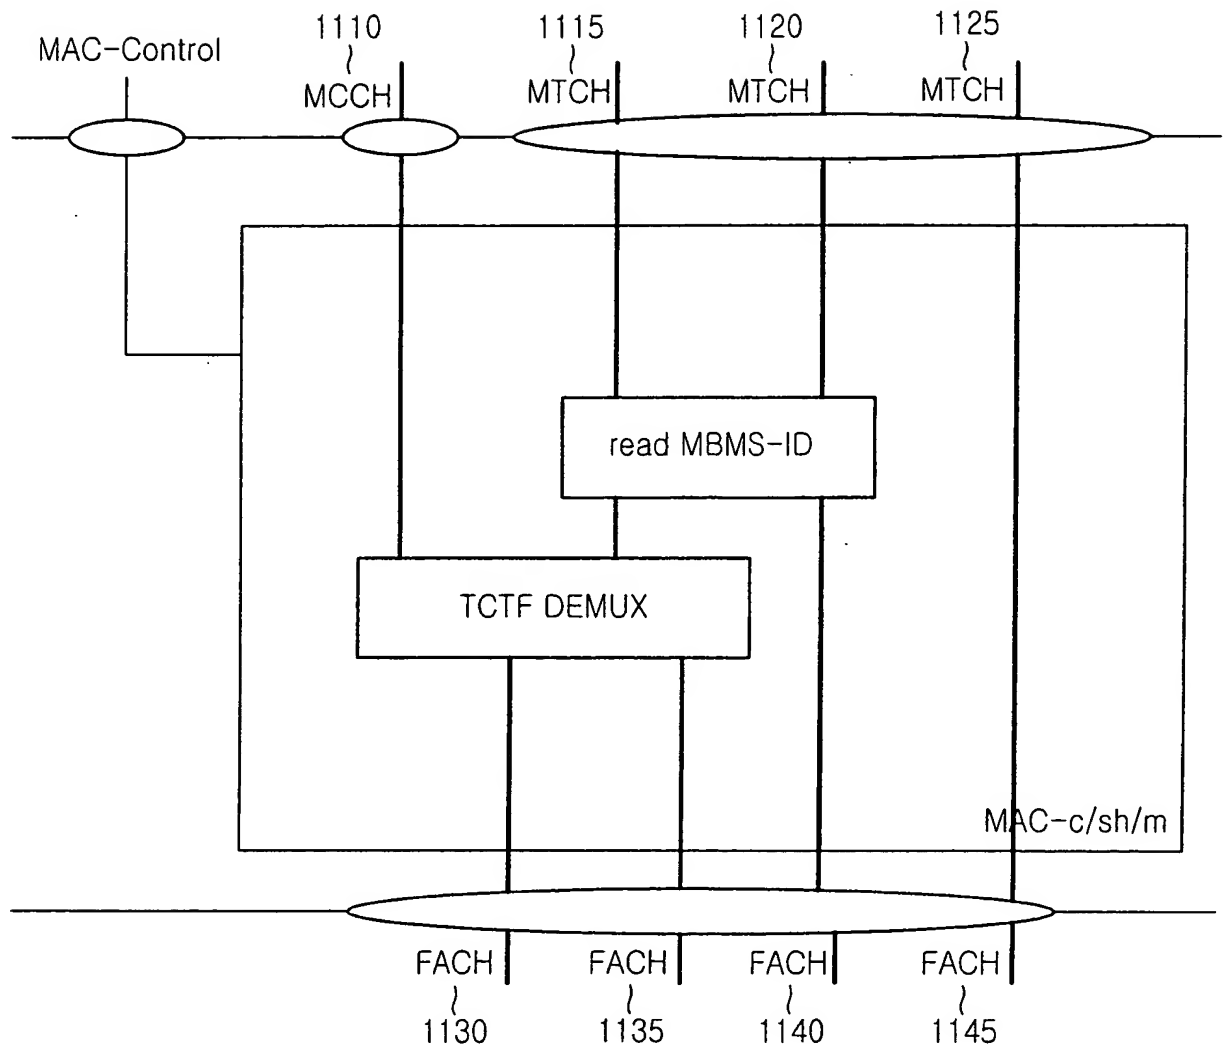 1110
1115
1120
1125
MAC-Control
MCCH
MTCH
MTCH
MTCH
read MBMS-ID
TCTF DEMUX
MAC-c/sh/m
FACH
FACH
FACH
FACH
1130
1135
1140
1145